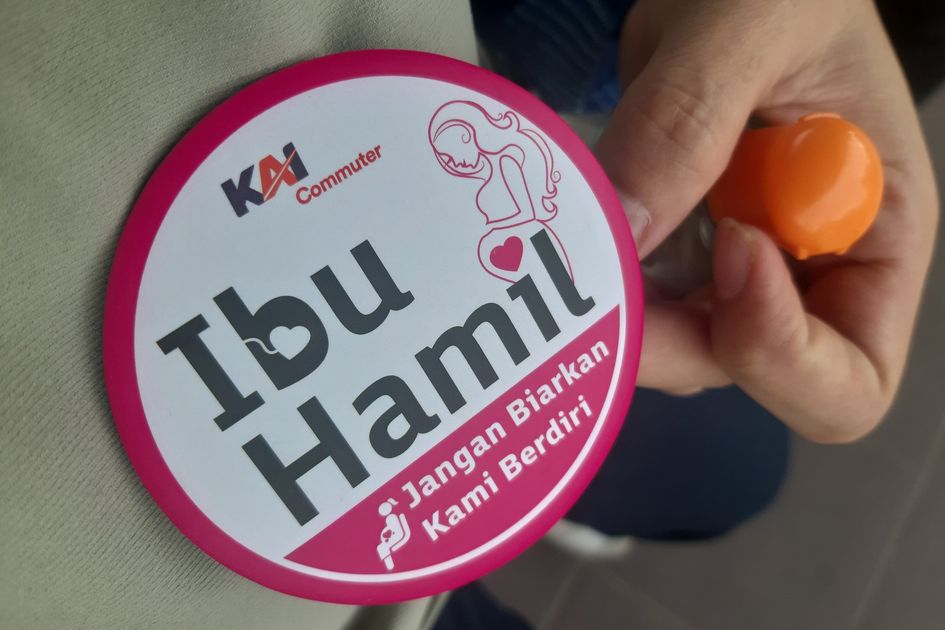 KAI
Commuter
Ibu
Hamil
Jangan Biarkan
Kami Berdiri